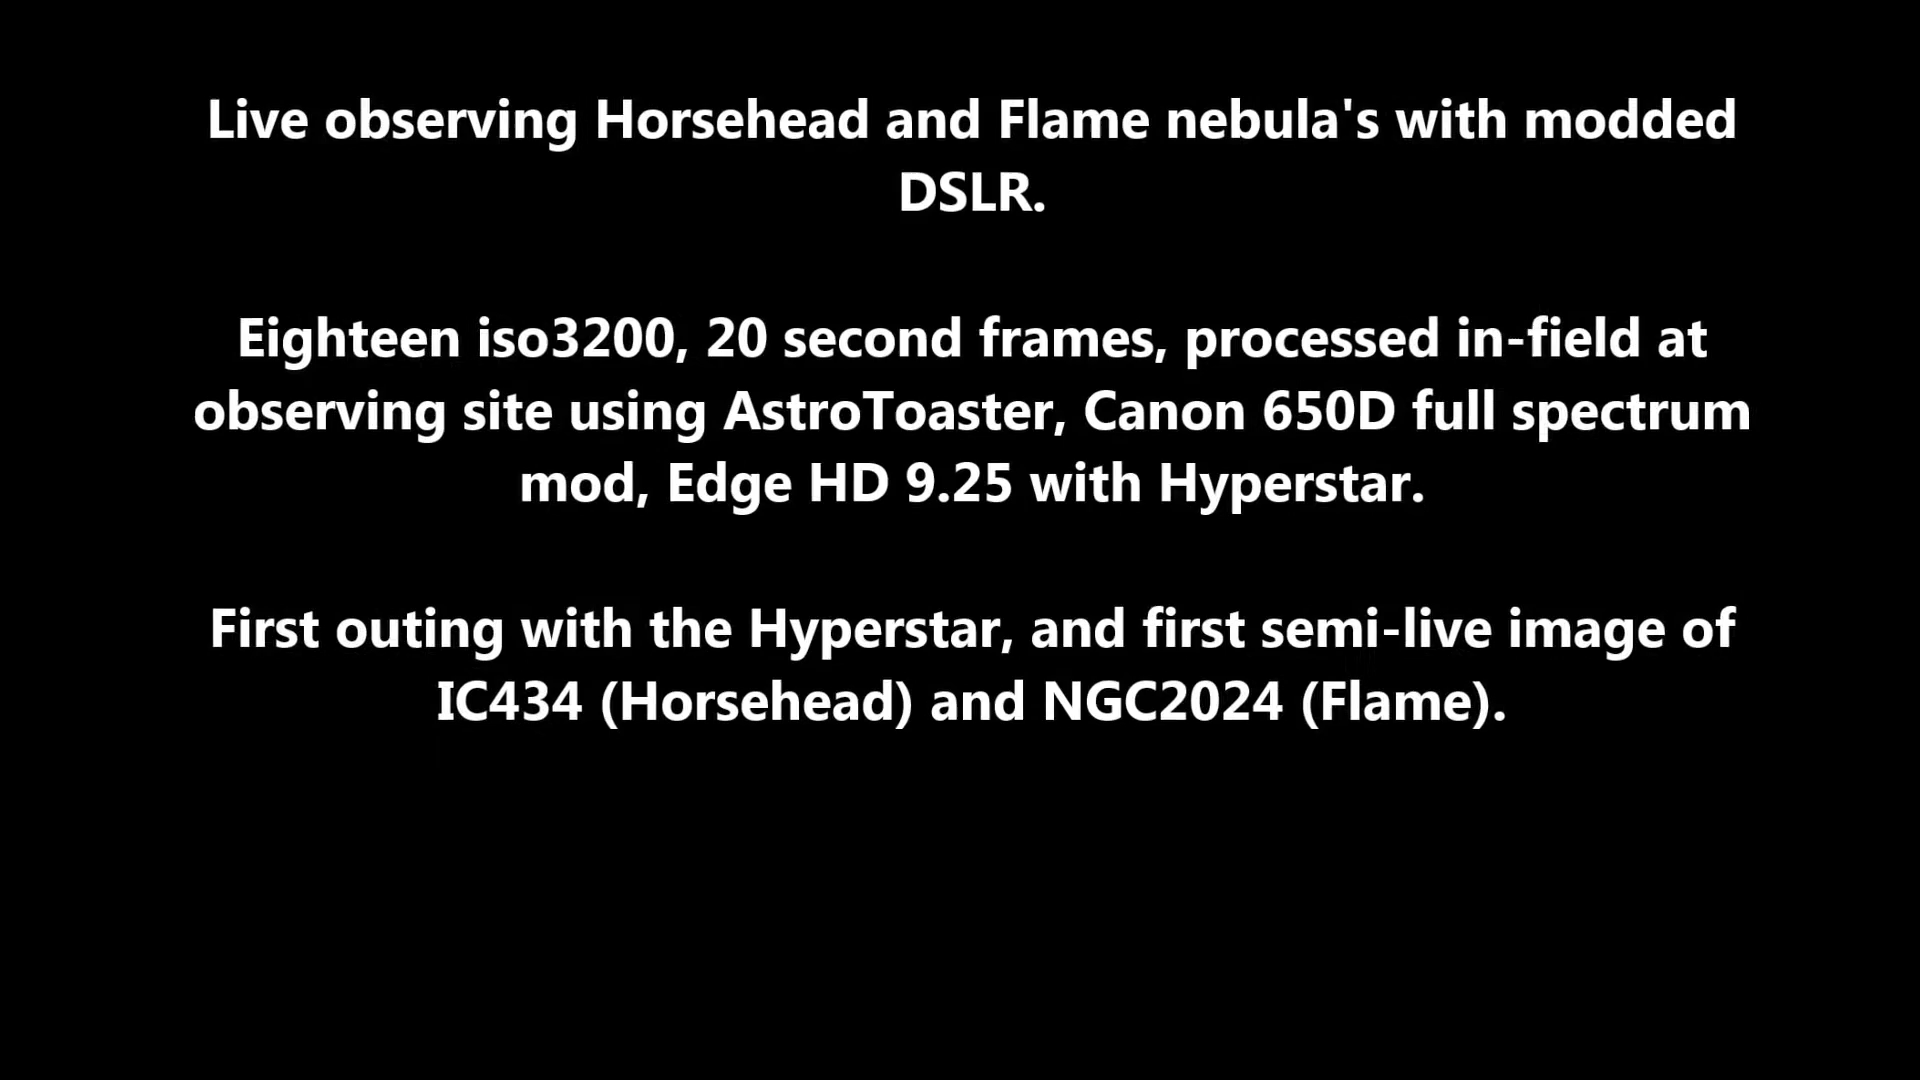 Live observing Horsehead and Flame nebula's with modded
DSLR.
Eighteen iso3200, 20 second frames, processed in-field at
observing site using AstroToaster, Canon 650D full spectrum
mod, Edge HD 9.25 with Hyperstar.
First outing with the Hyperstar, and first semi-live image of
IC434 (Horsehead) and NGC2024 (Flame).